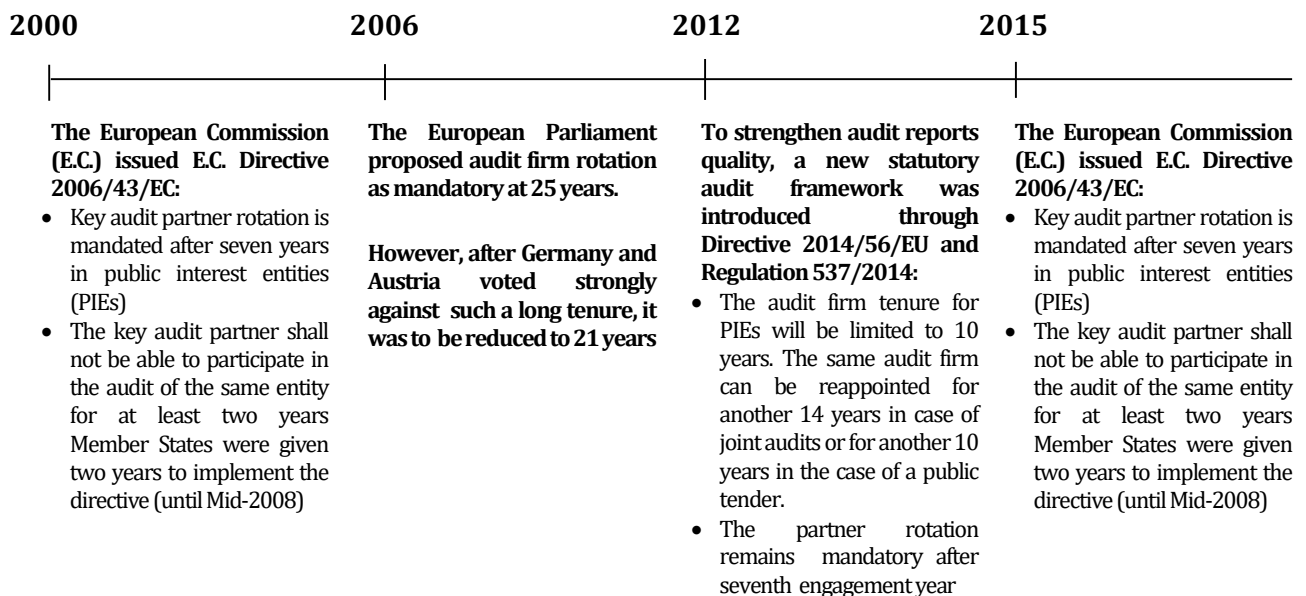 2000
2006
2012
2015
The European Commission
(E.C.) issued E.C. Directive
2006/43/EC:
• Key audit partner rotation is
mandated after seven years
in public interest entities
(PIEs)
• The key audit partner shall
not be able to participate in
the audit of the same entity
for at least two years
Member States were given
two years to implement the
directive (until Mid-2008)
The European Parliament
proposed audit firm rotation
as mandatory at 25 years.
However, after Germany and
Austria voted strongly
against such a long tenure, it
was to be reduced to 21 years
To strengthen audit reports
quality, a new statutory
audit framework was
introduced through
Directive 2014/56/EU and
Regulation 537/2014:
• The audit firm tenure for
PIEs will be limited to 10
years. The same audit firm
can be reappointed for
another 14 years in case of
joint audits or for another 10
years in the case of a public
tender.
• The partner rotation
remains mandatory after
seventh engagement year
The European Commission
(E.C.) issued E.C. Directive
2006/43/EC:
• Key audit partner rotation is
mandated after seven years
in public interest entities
(PIEs)
• The key audit partner shall
not be able to participate in
the audit of the same entity
for at least two years
Member States were given
two years to implement the
directive (until Mid-2008)